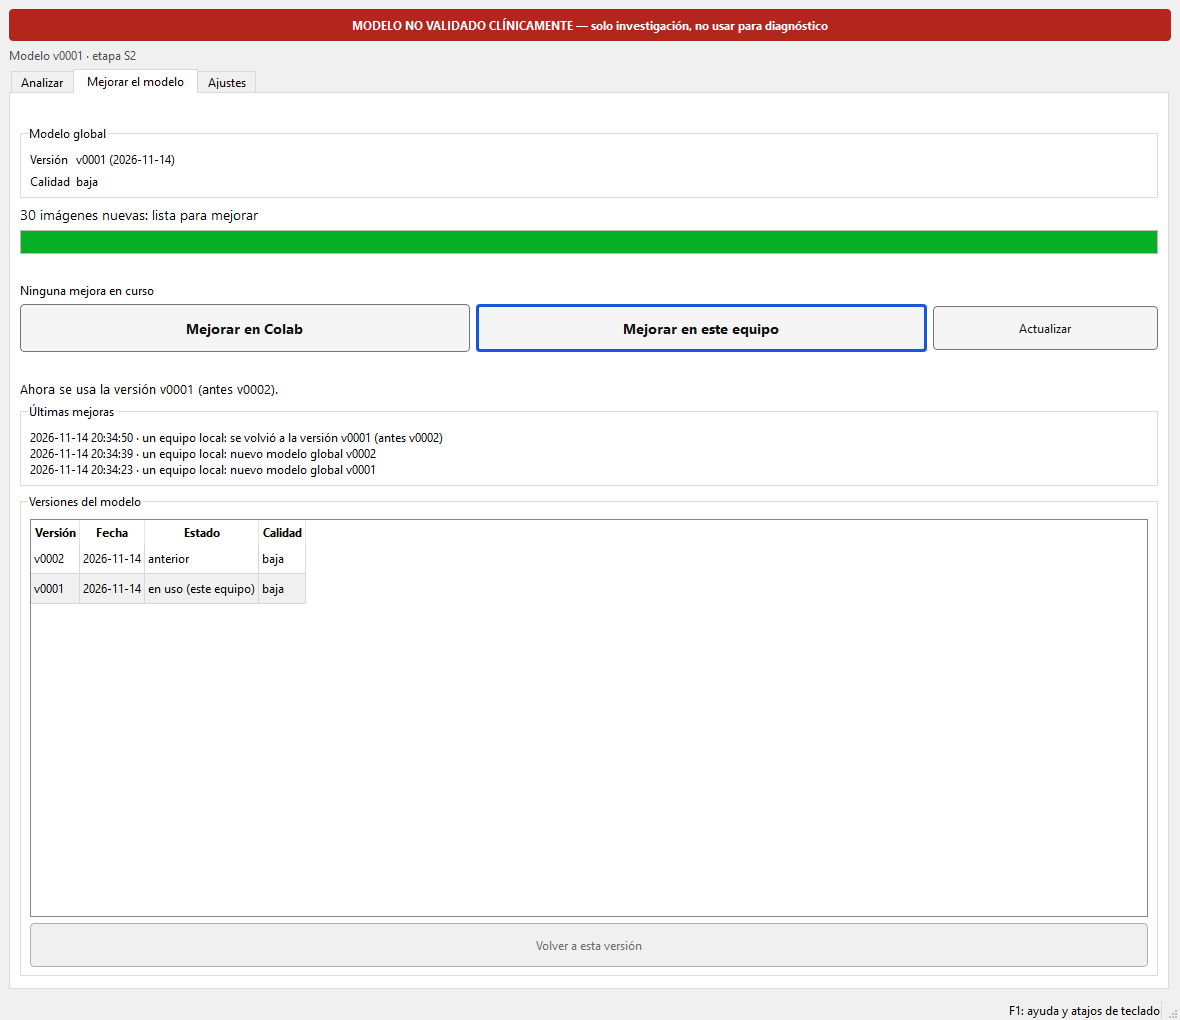 MODELO NO VALIDADO CLÍNICAMENTE — solo investigación, no usar para diagnóstico
Modelo v0001 · etapa S2
Analizar Mejorar el modelo Ajustes
Modelo global
Versión v0001 (2026-11-14)
Calidad baja
30 imágenes nuevas: lista para mejorar
Ninguna mejora en curso
Mejorar en Colab Mejorar en este equipo Actualizar
Ahora se usa la versión v0001 (antes v0002).
Últimas mejoras
2026-11-14 20:34:50 · un equipo local: se volvió a la versión v0001 (antes v0002)
2026-11-14 20:34:39 · un equipo local: nuevo modelo global v0002
2026-11-14 20:34:23 · un equipo local: nuevo modelo global v0001
Versiones del modelo
Versión Fecha Estado Calidad
v0002 2026-11-14 anterior baja
v0001 2026-11-14 en uso (este equipo) baja
Volver a esta versión
F1: ayuda y atajos de teclado